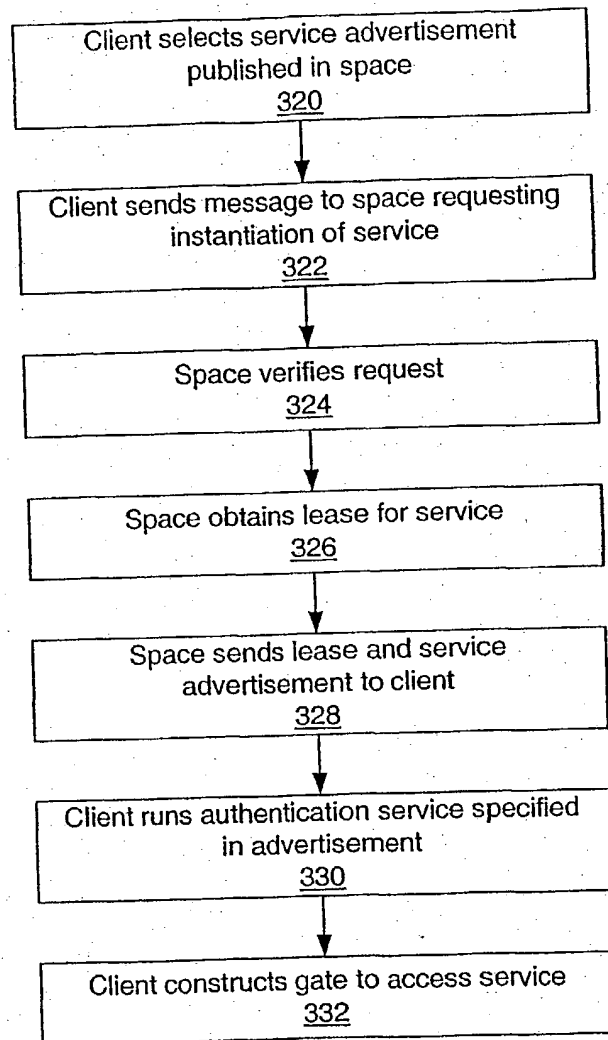 Client selects service advertisement
published in space
320
Client sends message to space requesting
instantiation of service
322
Space verifies request
324
Space obtains lease for service
326
Space sends lease and service
advertisement to client
328
Client runs authentication service specified
in advertisement
330
Client constructs gate to access service
332